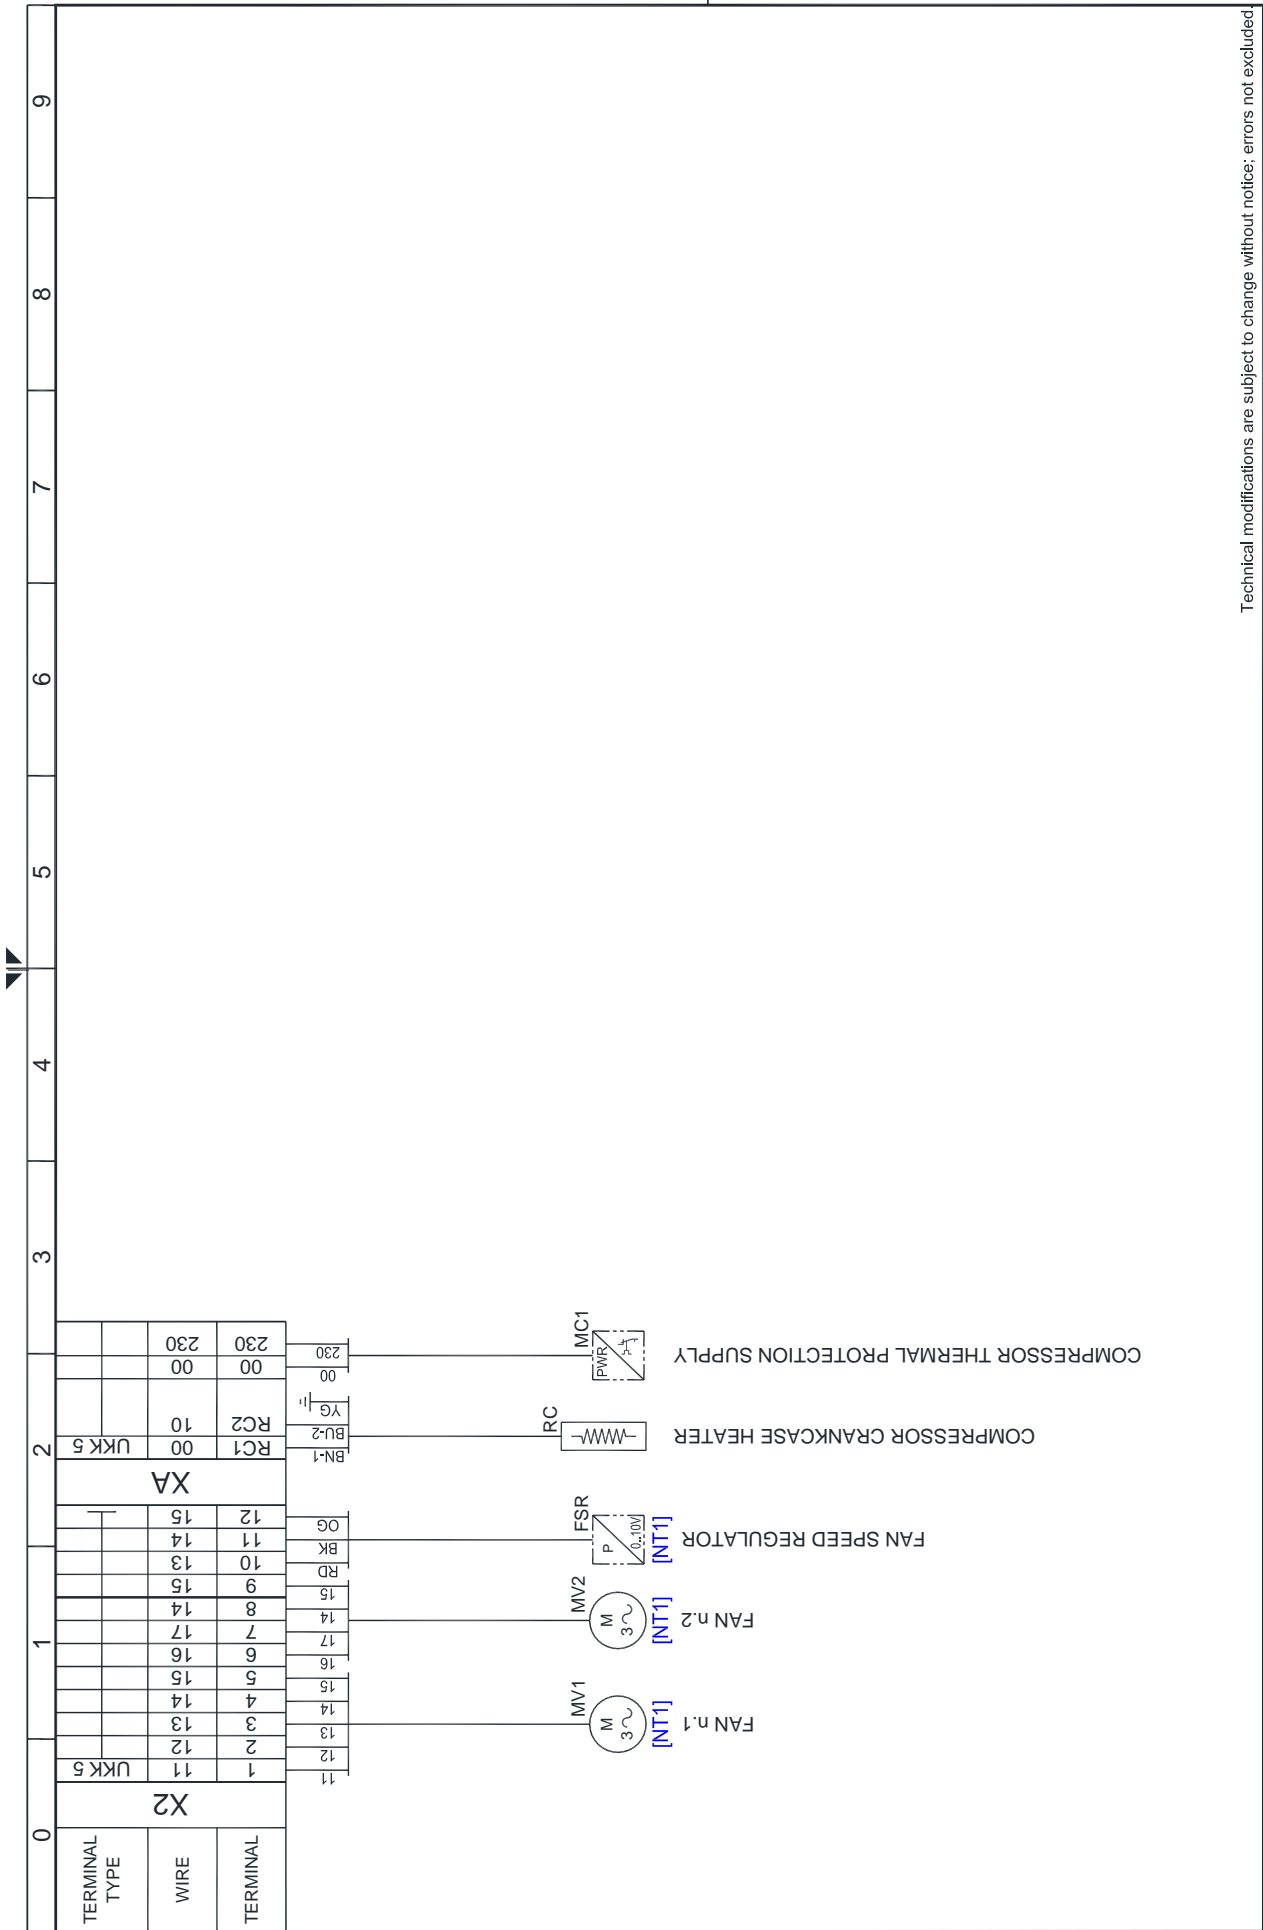 0 1 2 3 4 5 6 7 8 9
TERMINAL
TYPE
UKK 5
UKK 5
WIRE
X2
11 12 13 14 15 16 17 14 15 13 14 15
XA
00 10 00 230
TERMINAL
1 2 3 4 5 6 7 8 9 10 11 12
RC1 RC2 00 230
11 12 13 14 15
16 17 14 15
RD BK OG
BN-1 BU-2 YG
00 230
MV1
M
3
[NT1]
FAN n.1
MV2
M
3
[NT1]
FAN n.2
FSR
P
0..10V
[NT1]
FAN SPEED REGULATOR
RC
COMPRESSOR CRANKCASE HEATER
MC1
PWR
COMPRESSOR THERMAL PROTECTION SUPPLY
Technical modifications are subject to change without notice; errors not excluded.